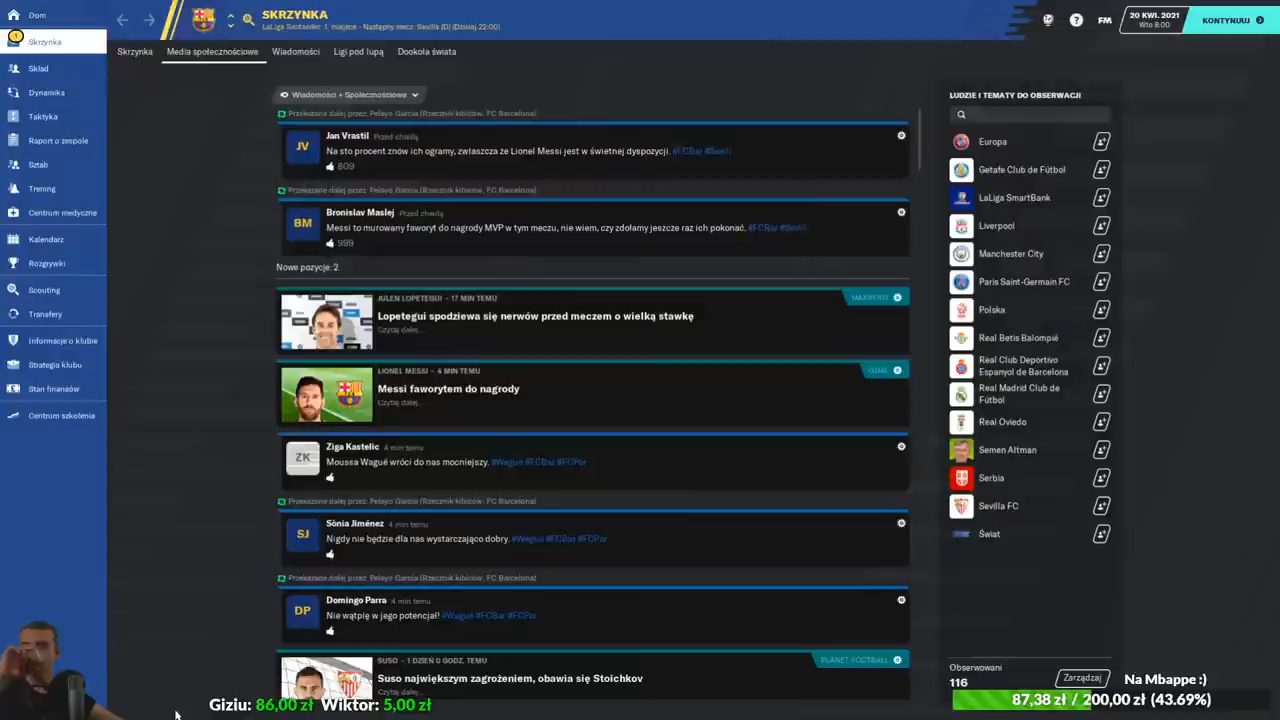 Dom
SKRZYNKA
LaLiga Santander: 1. miejsce - Następny mecz: Sevilla (D) (Dzisiaj 22:00)
FM
20 KWI. 2021
Wto 8:00
KONTYNUUJ
1
Skrzynka
Skład
Dynamika
Taktyka
Raport o zespole
Sztab
Trening
Centrum medyczne
Kalendarz
Rozgrywki
Scouting
Transfery
Informacje o klubie
Strategia klubu
Stan finansów
Centrum szkolenia
Skrzynka
Media społecznościowe
Wiadomości
Ligi pod lupą
Dookoła świata
Wiadomości + Społecznościowe
Przekazane dalej przez: Pelayo García (Rzecznik kibiców, FC Barcelona)
JV
Jan Vrastil Przed chwilą
Na sto procent znów ich ogramy, zwłaszcza że Lionel Messi jest w świetnej dyspozycji. #FCBar #Sevill
809
Przekazane dalej przez: Pelayo García (Rzecznik kibiców, FC Barcelona)
BM
Bronislav Maslej Przed chwilą
Messi to murowany faworyt do nagrody MVP w tym meczu, nie wiem, czy zdołamy jeszcze raz ich pokonać. #FCBar #Sevill
999
Nowe pozycje: 2.
JULEN LOPETEGUI - 17 MIN TEMU
Lopetegui spodziewa się nerwów przed meczem o wielką stawkę
Czytaj dalej...
LIONEL MESSI - 4 MIN TEMU
Messi faworytem do nagrody
Czytaj dalej...
ZK
Ziga Kastelic 4 min temu
Moussa Wagué wróci do nas mocniejszy. #Wagué #FCBar #FCPor
Przekazane dalej przez: Pelayo García (Rzecznik kibiców, FC Barcelona)
SJ
Sònia Jiménez 4 min temu
Nigdy nie będzie dla nas wystarczająco dobry. #Wagué #FCBar #FCPor
Przekazane dalej przez: Pelayo García (Rzecznik kibiców, FC Barcelona)
DP
Domingo Parra 4 min temu
Nie wątpię w jego potencjał! #Wagué #FCBar #FCPor
SUSO - 1 DZIEŃ 0 GODZ. TEMU
PLANET FOOTBALL
Suso największym zagrożeniem, obawia się Stoichkov
Czytaj dalej...
LUDZIE I TEMATY DO OBSERWACJI
Europa
Getafe Club de Fútbol
LaLiga SmartBank
Liverpool
Manchester City
Paris Saint-Germain FC
Polska
Real Betis Balompié
Real Club Deportivo
Espanyol de Barcelona
Real Madrid Club de
Fútbol
Real Oviedo
Semen Altman
Serbia
Sevilla FC
Świat
Obserwowani
116
Zarządzaj
Na Mbappe :)
87,38 zł / 200,00 zł (43.69%)
Giziu: 86,00 zł Wiktor: 5,00 zł